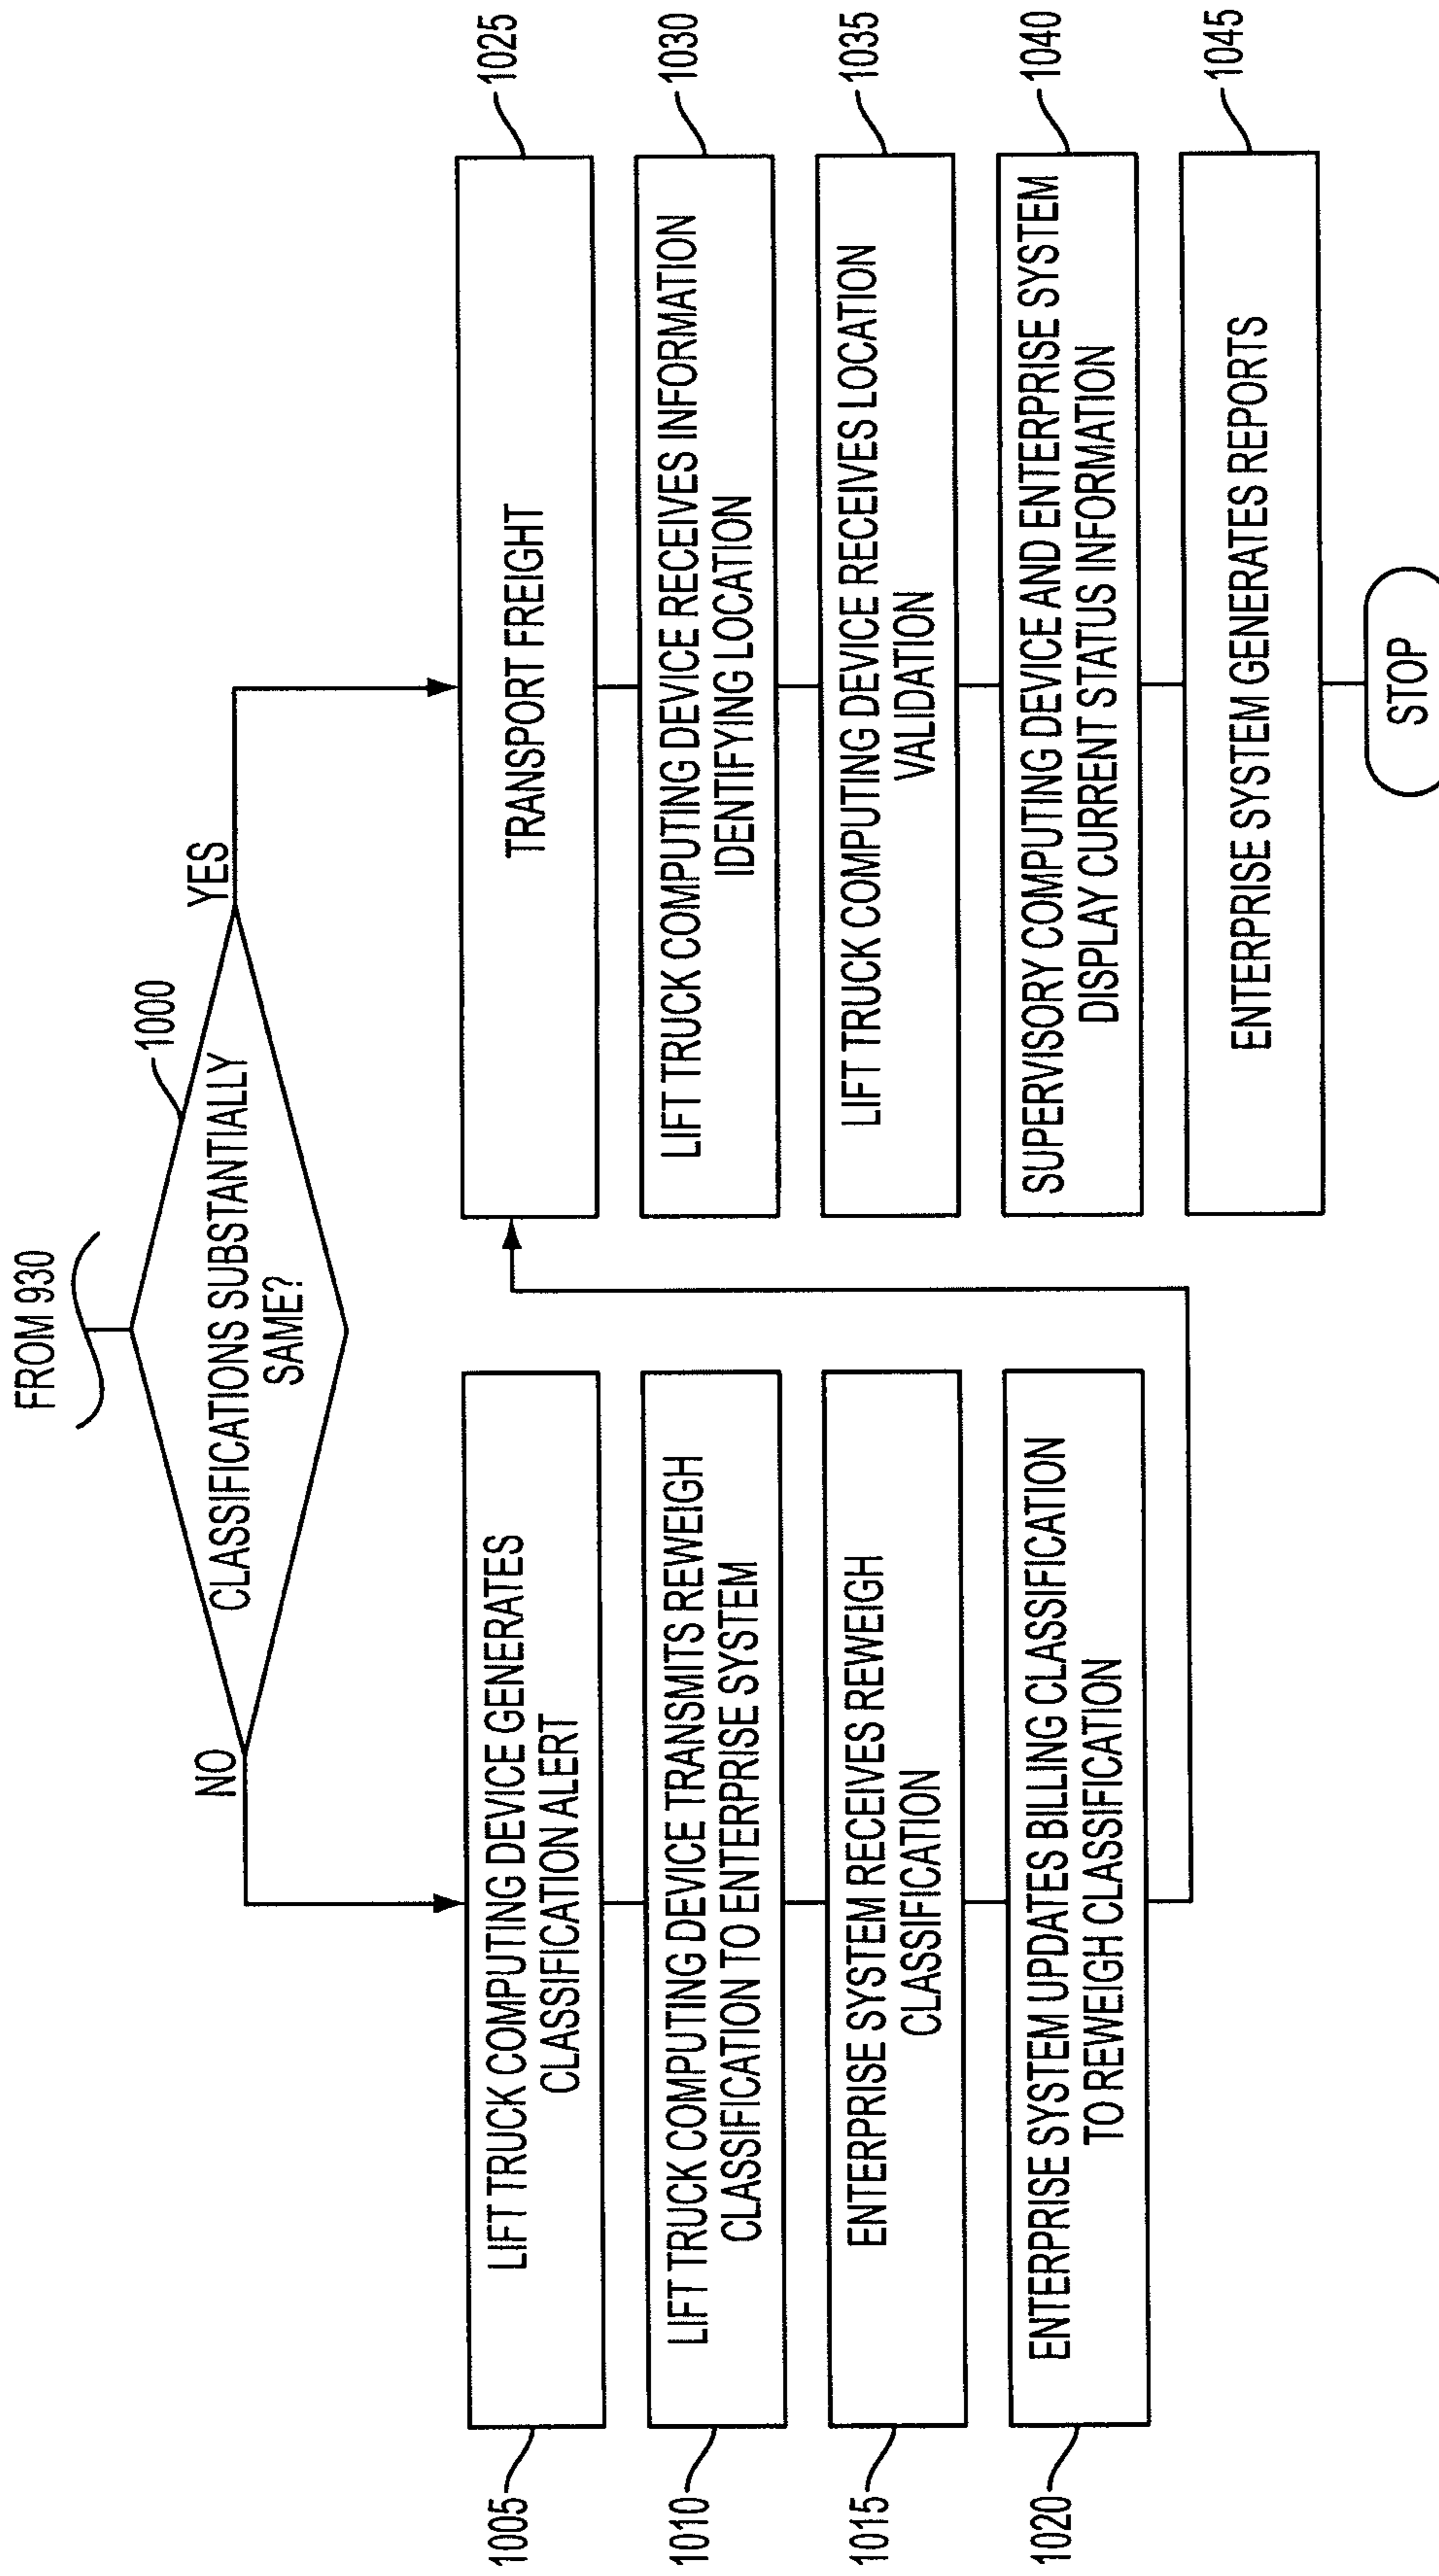 FROM 930
1000
CLASSIFICATIONS SUBSTANTIALLY
SAME?
NO
YES
1005
LIFT TRUCK COMPUTING DEVICE GENERATES
CLASSIFICATION ALERT
1010
LIFT TRUCK COMPUTING DEVICE TRANSMITS REWEIGH
CLASSIFICATION TO ENTERPRISE SYSTEM
1015
ENTERPRISE SYSTEM RECEIVES REWEIGH
CLASSIFICATION
1020
ENTERPRISE SYSTEM UPDATES BILLING CLASSIFICATION
TO REWEIGH CLASSIFICATION
TRANSPORT FREIGHT
1025
LIFT TRUCK COMPUTING DEVICE RECEIVES INFORMATION
IDENTIFYING LOCATION
1030
LIFT TRUCK COMPUTING DEVICE RECEIVES LOCATION
VALIDATION
1035
SUPERVISORY COMPUTING DEVICE AND ENTERPRISE SYSTEM
DISPLAY CURRENT STATUS INFORMATION
1040
ENTERPRISE SYSTEM GENERATES REPORTS
1045
STOP